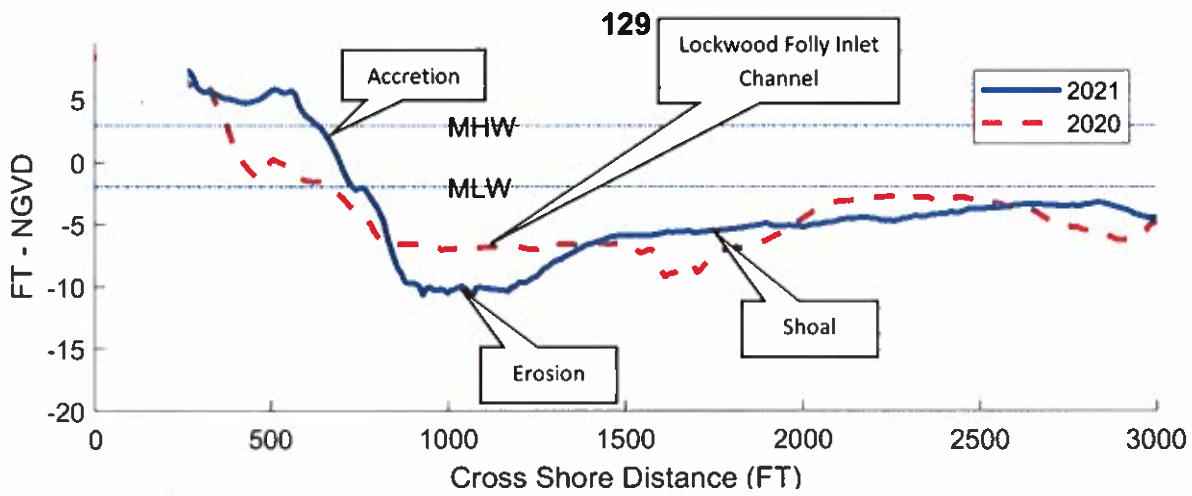 129
Lockwood Folly Inlet
Channel
Accretion
2021
2020
MHW
MLW
5
0
-5
-10
-15
-20
Shoal
Erosion
FT - NGVD
0
500
1000
1500
2000
2500
3000
Cross Shore Distance (FT)